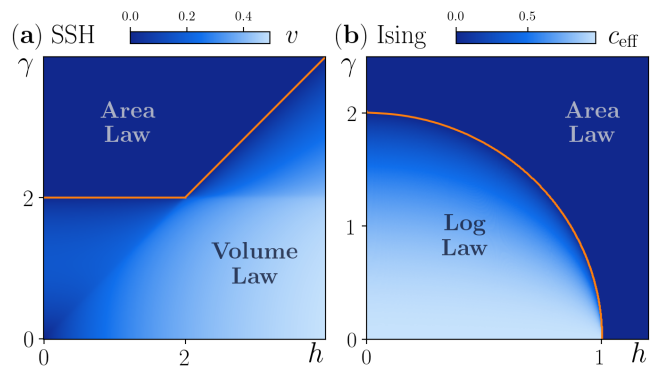 0.0 0.2 0.4
(a) SSH v
0.0 0.5
(b) Ising c_eff
γ
Area
Law
2
Volume
Law
0
0 2 h
γ
2
Area
Law
1
Log
Law
0
0 1 h